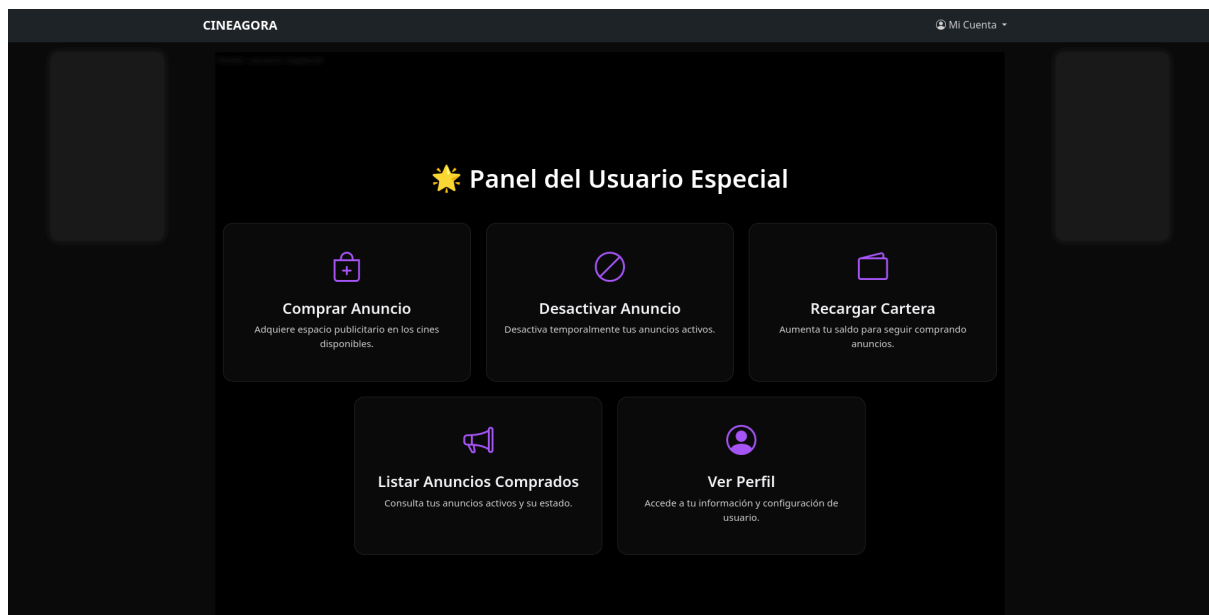 CINEAGORA
Mi Cuenta
🌟 Panel del Usuario Especial
Comprar Anuncio
Adquiere espacio publicitario en los cines
disponibles.
Desactivar Anuncio
Desactiva temporalmente tus anuncios activos.
Recargar Cartera
Aumenta tu saldo para seguir comprando
anuncios.
Listar Anuncios Comprados
Consulta tus anuncios activos y su estado.
Ver Perfil
Accede a tu información y configuración de
usuario.